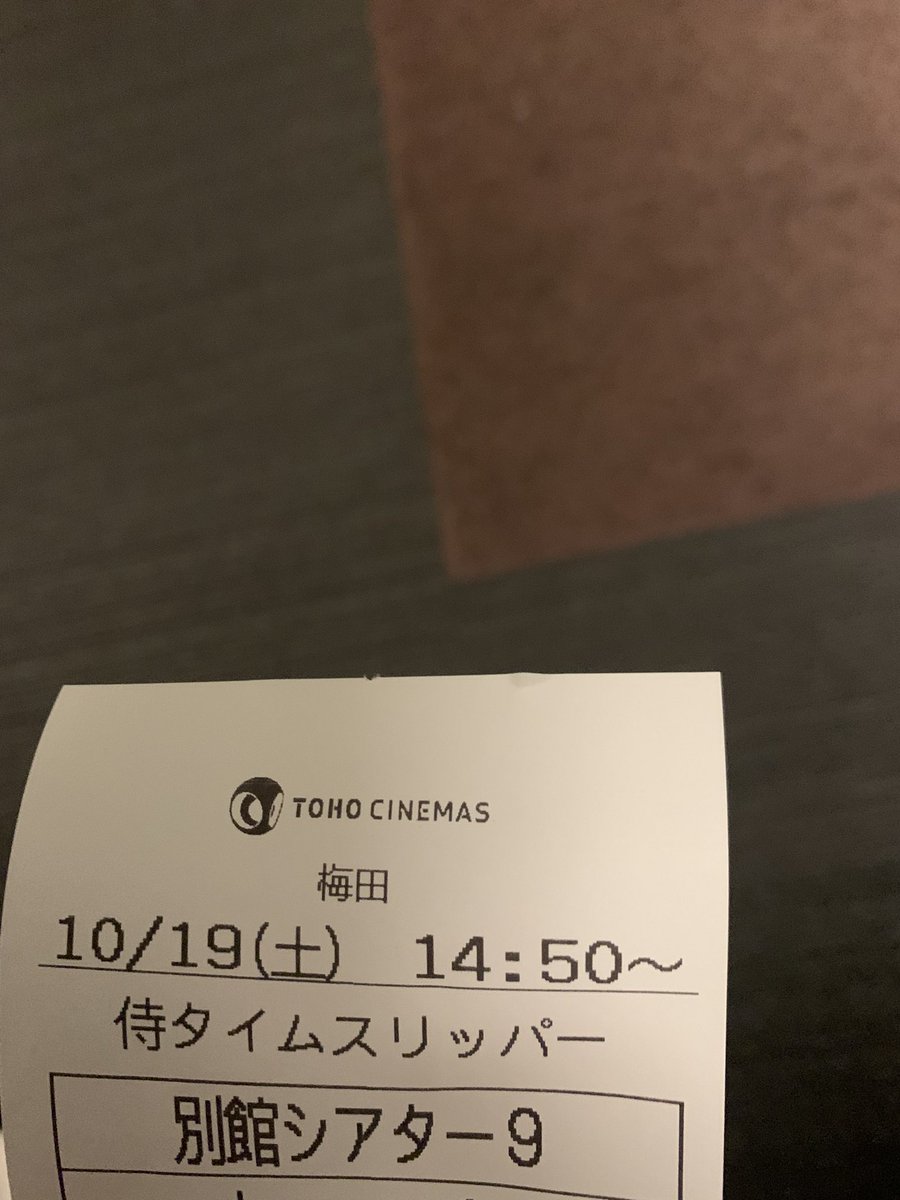 TOHO CINEMAS
梅田
10/19(土) 14:50～
侍タイムスリッパー
別館シアター9